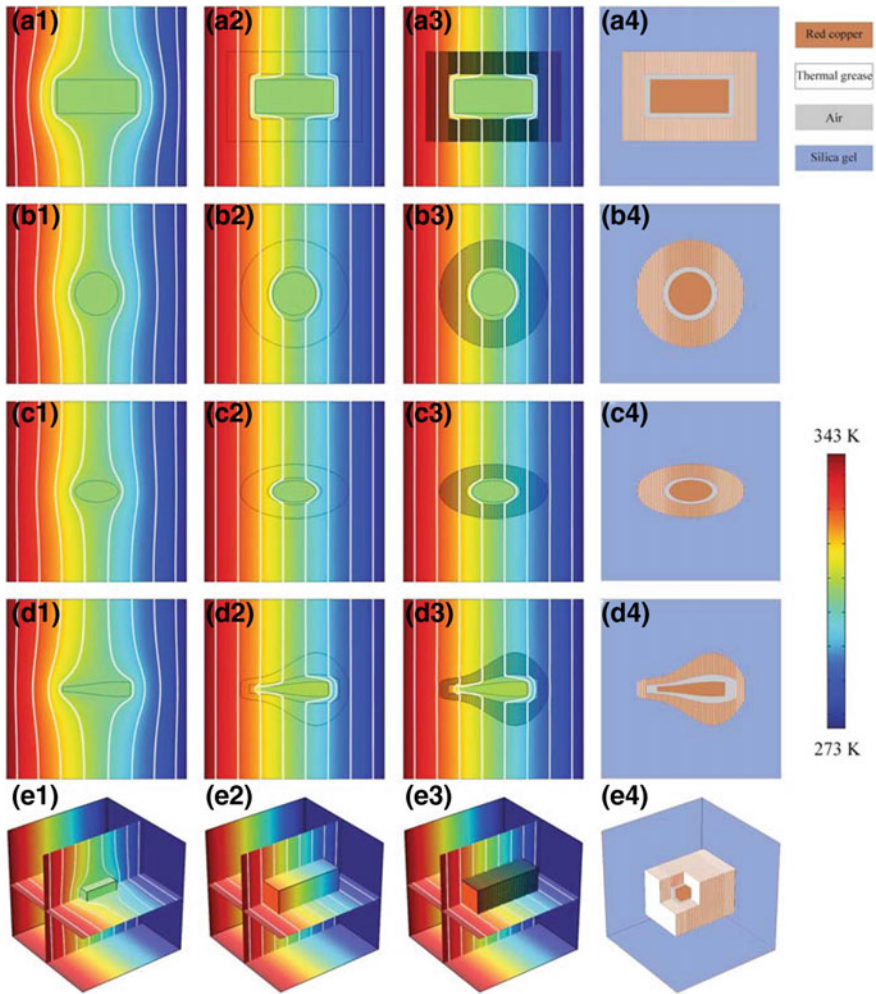 (a1) (a2) (a3) (a4)
Red copper
Thermal grease
Air
Silica gel
(b1) (b2) (b3) (b4)
(c1) (c2) (c3) (c4)
343 K
(d1) (d2) (d3) (d4)
273 K
(e1) (e2) (e3) (e4)